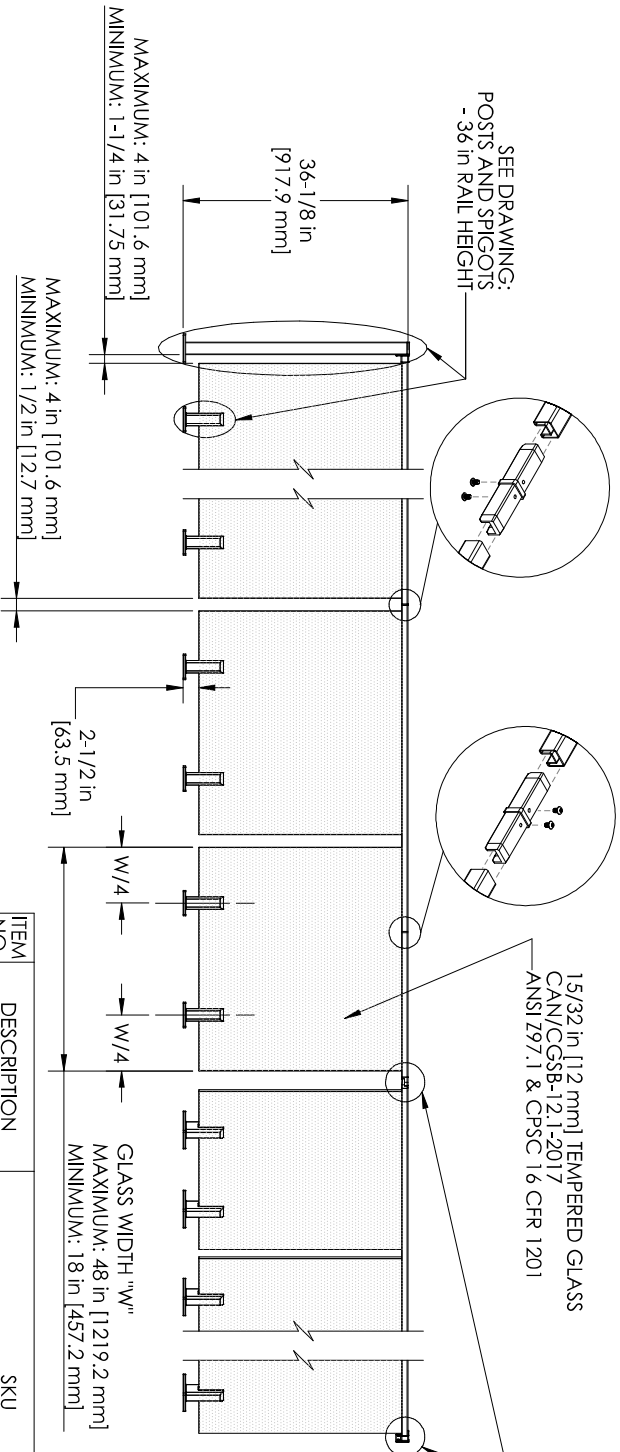 SEE DRAWING:
POSTS AND SPIGOTS
- 36 in RAIL HEIGHT
15/32 in [12 mm] TEMPERED GLASS
CAN/CGSB-12.1-2017
ANSI Z97.1 & CPSC 16 CFR 1201
36-1/8 in
[917.9 mm]
MAXIMUM: 4 in [101.6 mm]
MINIMUM: 1-1/4 in [31.75 mm]
MAXIMUM: 4 in [101.6 mm]
MINIMUM: 1/2 in [12.7 mm]
2-1/2 in
[63.5 mm]
W/4
W/4
GLASS WIDTH "W"
MAXIMUM: 48 in [1219.2 mm]
MINIMUM: 18 in [457.2 mm]
ITEM
DESCRIPTION
SKU